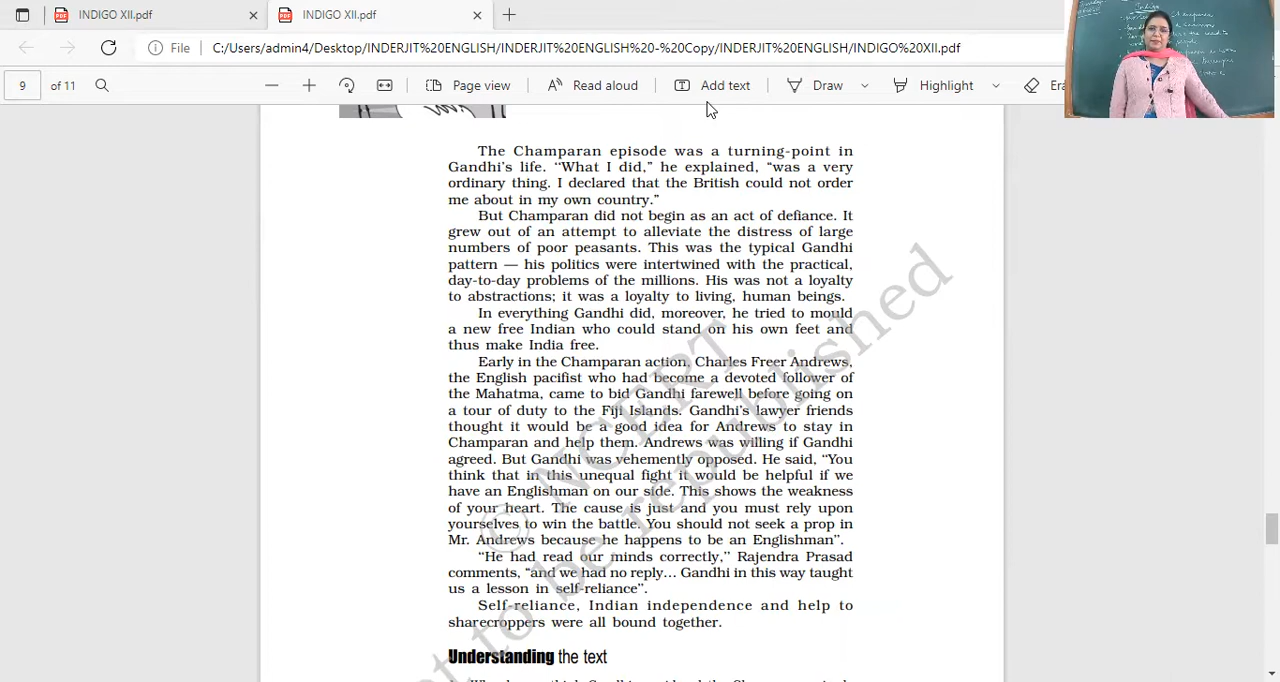 INDIGO XII.pdf
INDIGO XII.pdf
File C:/Users/admin4/Desktop/INDERJIT%20ENGLISH/INDERJIT%20ENGLISH%20-%20Copy/INDERJIT%20ENGLISH/INDIGO%20XII.pdf
9 of 11 Page view Read aloud Add text Draw Highlight
The Champaran episode was a turning-point in
Gandhi's life. “What I did,” he explained, “was a very
ordinary thing. I declared that the British could not order
me about in my own country.”
But Champaran did not begin as an act of defiance. It
grew out of an attempt to alleviate the distress of large
numbers of poor peasants. This was the typical Gandhi
pattern — his politics were intertwined with the practical,
day-to-day problems of the millions. His was not a loyalty
to abstractions; it was a loyalty to living, human beings.
In everything Gandhi did, moreover, he tried to mould
a new free Indian who could stand on his own feet and
thus make India free.
Early in the Champaran action, Charles Freer Andrews,
the English pacifist who had become a devoted follower of
the Mahatma, came to bid Gandhi farewell before going on
a tour of duty to the Fiji Islands. Gandhi's lawyer friends
thought it would be a good idea for Andrews to stay in
Champaran and help them. Andrews was willing if Gandhi
agreed. But Gandhi was vehemently opposed. He said, “You
think that in this unequal fight it would be helpful if we
have an Englishman on our side. This shows the weakness
of your heart. The cause is just and you must rely upon
yourselves to win the battle. You should not seek a prop in
Mr. Andrews because he happens to be an Englishman”.
“He had read our minds correctly,” Rajendra Prasad
comments, “and we had no reply... Gandhi in this way taught
us a lesson in self-reliance”.
Self-reliance, Indian independence and help to
sharecroppers were all bound together.
Understanding the text
© NCERT
not to be republished
Indigo